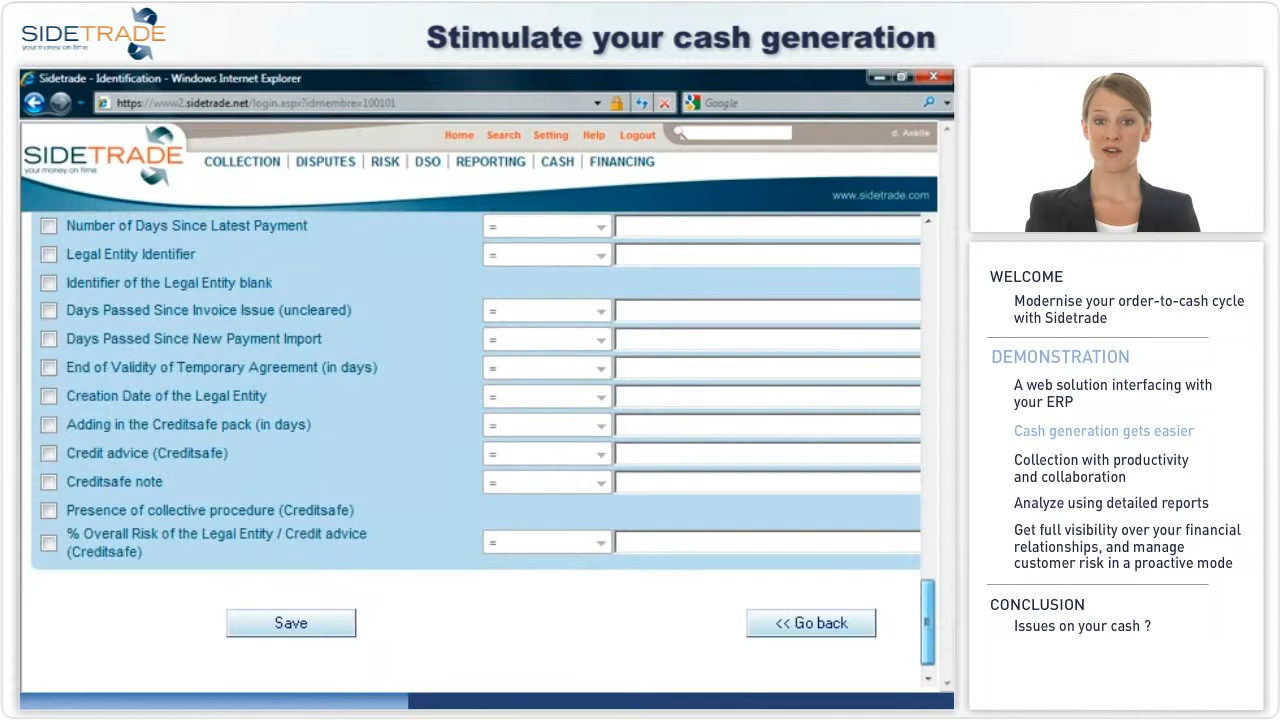 SIDETRADE
your money on time
Stimulate your cash generation
Sidetrade - Identification - Windows Internet Explorer
https://www2.sidetrade.net/login.aspx?idmembre=100101
Google
Home Search Setting Help Logout
d. Axelle
SIDETRADE
your money on time
COLLECTION | DISPUTES | RISK | DSO | REPORTING | CASH | FINANCING
www.sidetrade.com
Number of Days Since Latest Payment =
Legal Entity Identifier =
Identifier of the Legal Entity blank
Days Passed Since Invoice Issue (uncleared) =
Days Passed Since New Payment Import =
End of Validity of Temporary Agreement (in days) =
Creation Date of the Legal Entity =
Adding in the Creditsafe pack (in days) =
Credit advice (Creditsafe) =
Creditsafe note =
Presence of collective procedure (Creditsafe)
% Overall Risk of the Legal Entity / Credit advice
(Creditsafe) =
Save
<< Go back
WELCOME
Modernise your order-to-cash cycle
with Sidetrade
DEMONSTRATION
A web solution interfacing with
your ERP
Cash generation gets easier
Collection with productivity
and collaboration
Analyze using detailed reports
Get full visibility over your financial
relationships, and manage
customer risk in a proactive mode
CONCLUSION
Issues on your cash ?